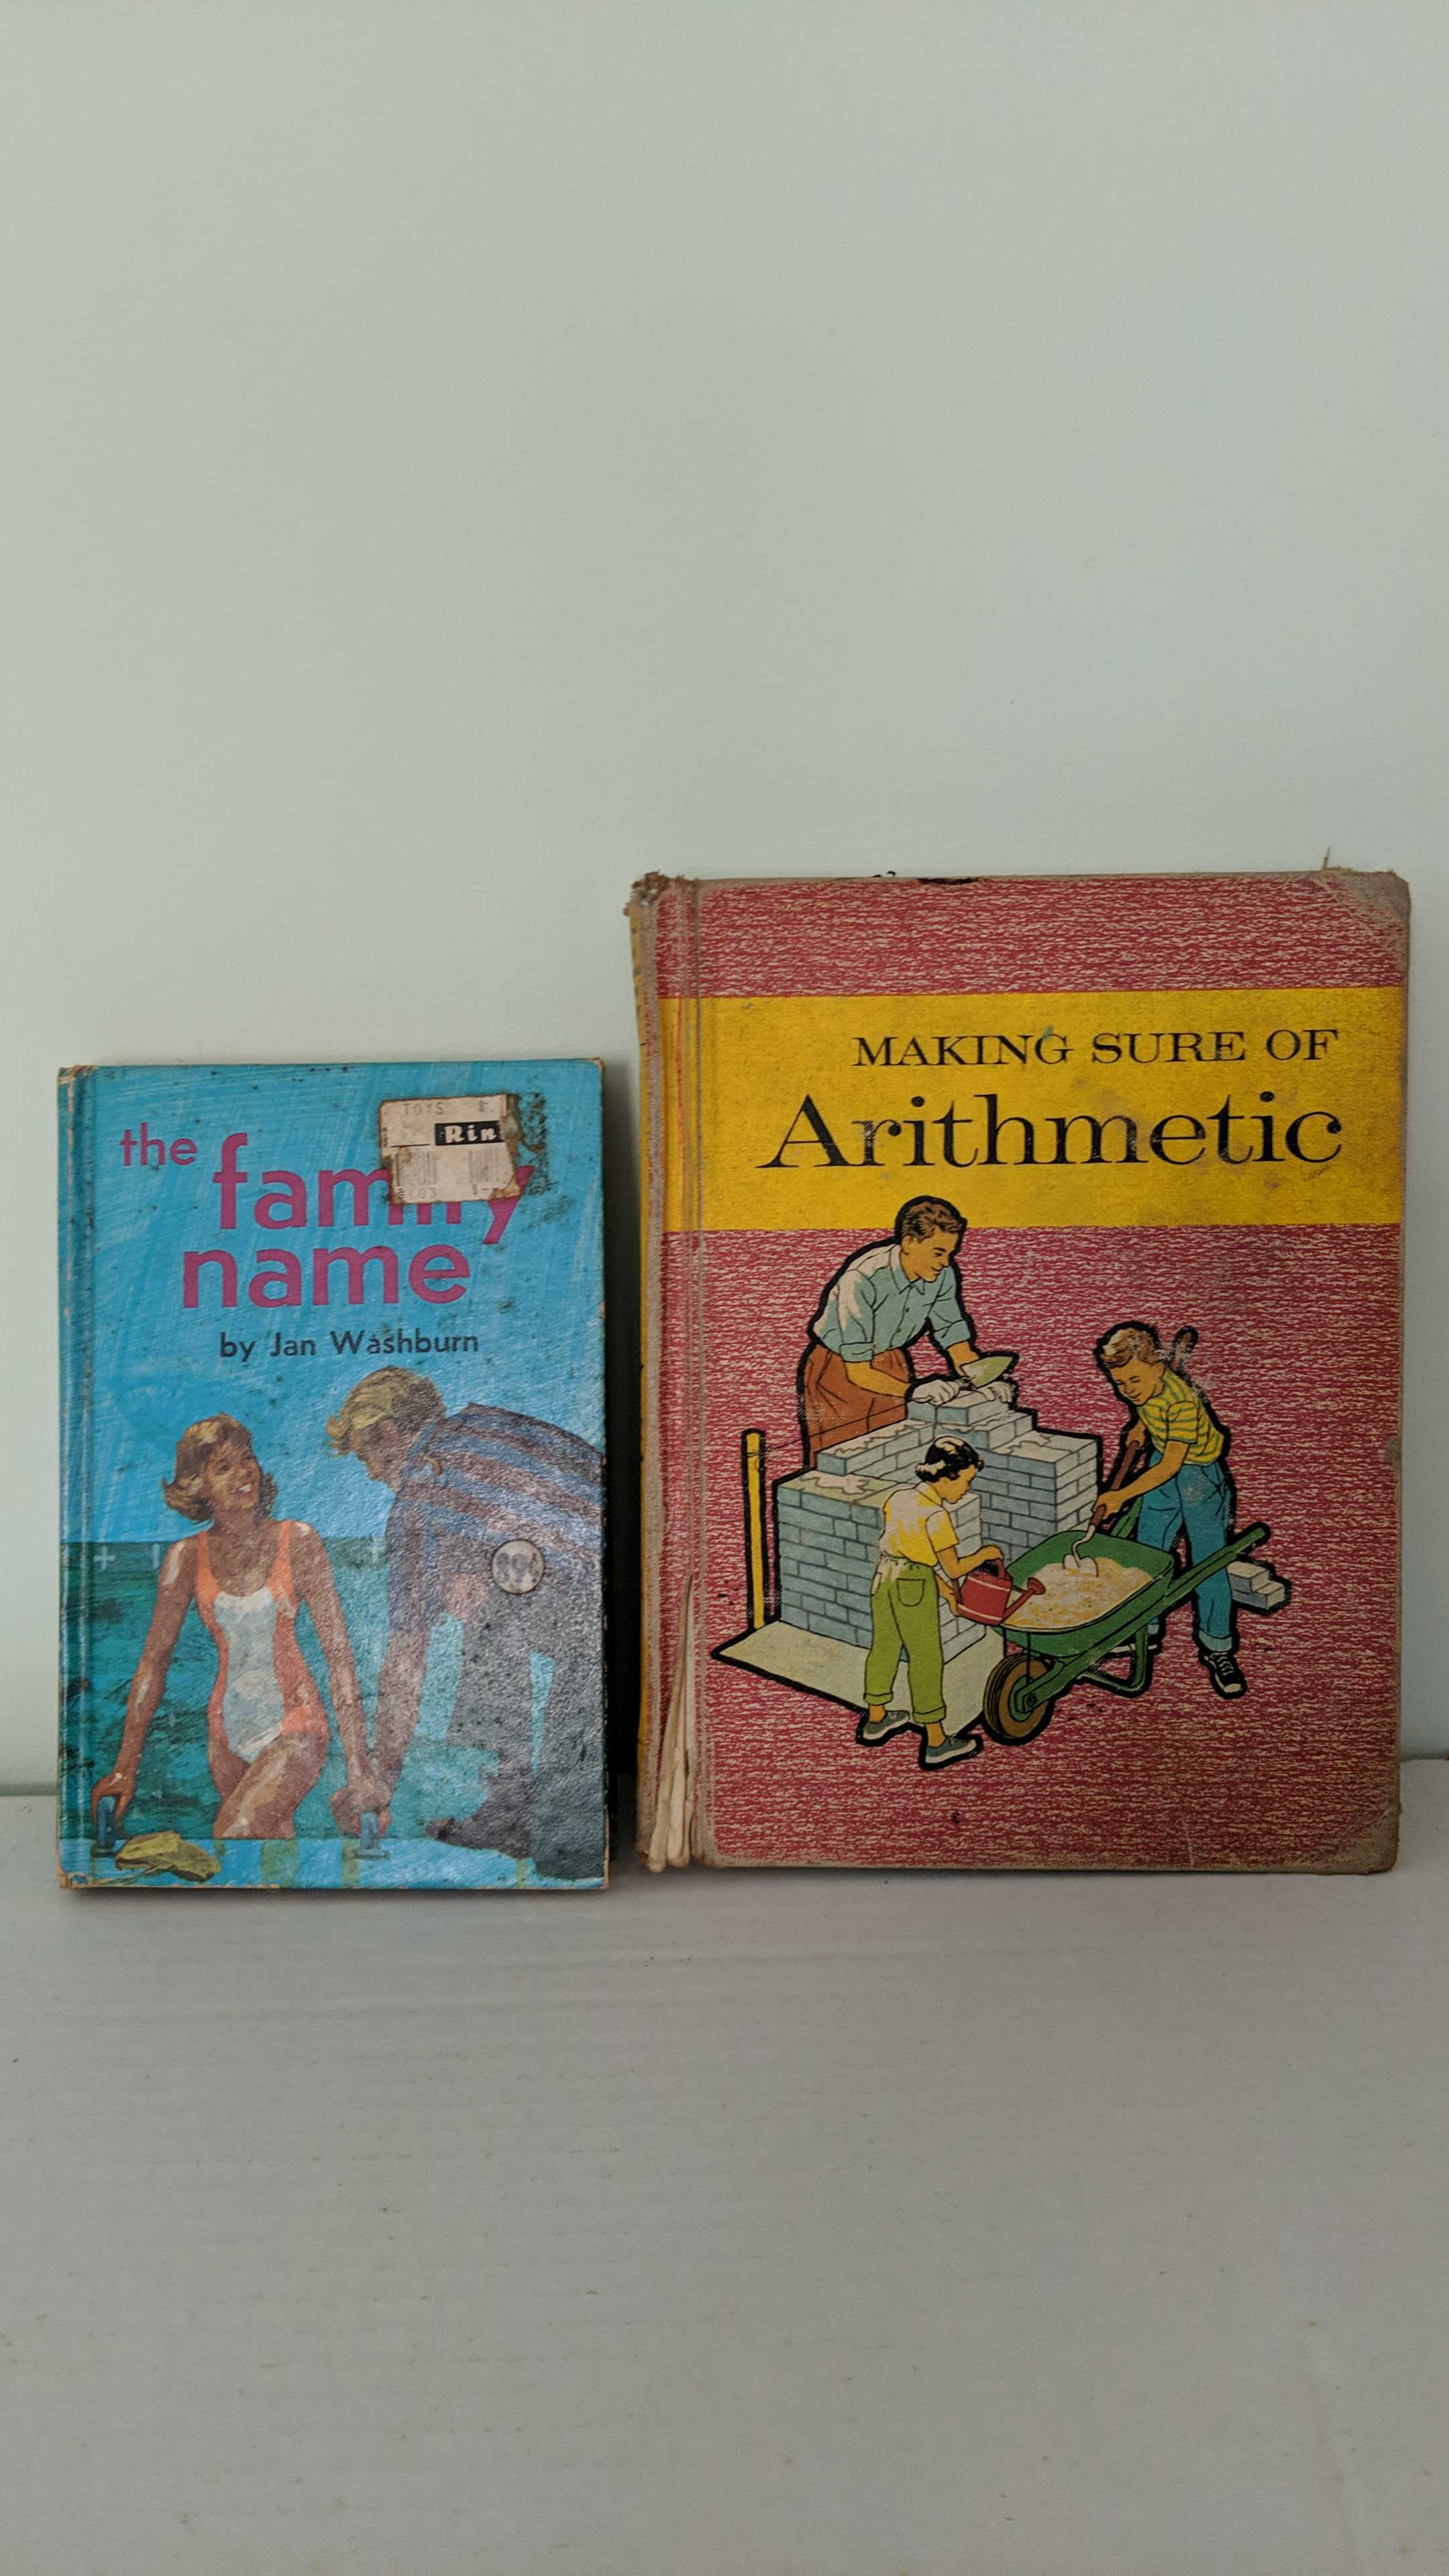 the
family
name
by Jan Washburn
TOYS $.
Rin
MAKING SURE OF
Arithmetic